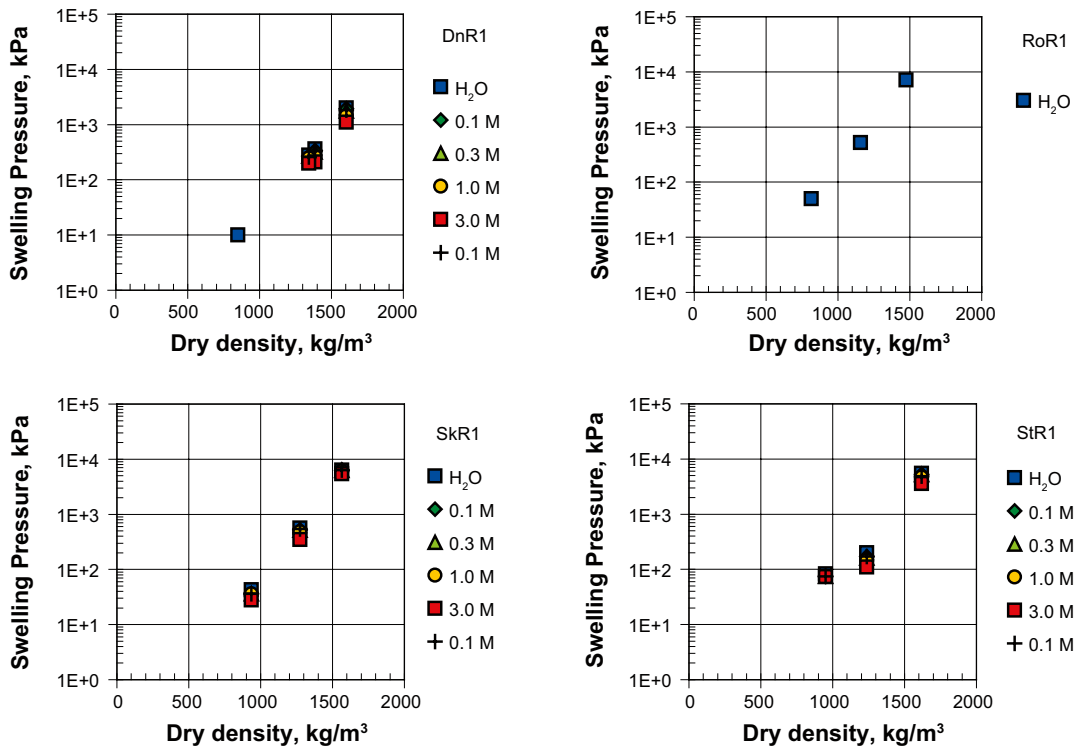 DnR1
Swelling Pressure, kPa
1E+5
1E+4
1E+3
1E+2
1E+1
1E+0
0 500 1000 1500 2000
Dry density, kg/m³
H₂O
0.1 M
0.3 M
1.0 M
3.0 M
0.1 M
RoR1
Swelling Pressure, kPa
1E+5
1E+4
1E+3
1E+2
1E+1
1E+0
0 500 1000 1500 2000
Dry density, kg/m³
H₂O
SkR1
Swelling Pressure, kPa
1E+5
1E+4
1E+3
1E+2
1E+1
1E+0
0 500 1000 1500 2000
Dry density, kg/m³
H₂O
0.1 M
0.3 M
1.0 M
3.0 M
0.1 M
StR1
Swelling Pressure, kPa
1E+5
1E+4
1E+3
1E+2
1E+1
1E+0
0 500 1000 1500 2000
Dry density, kg/m³
H₂O
0.1 M
0.3 M
1.0 M
3.0 M
0.1 M